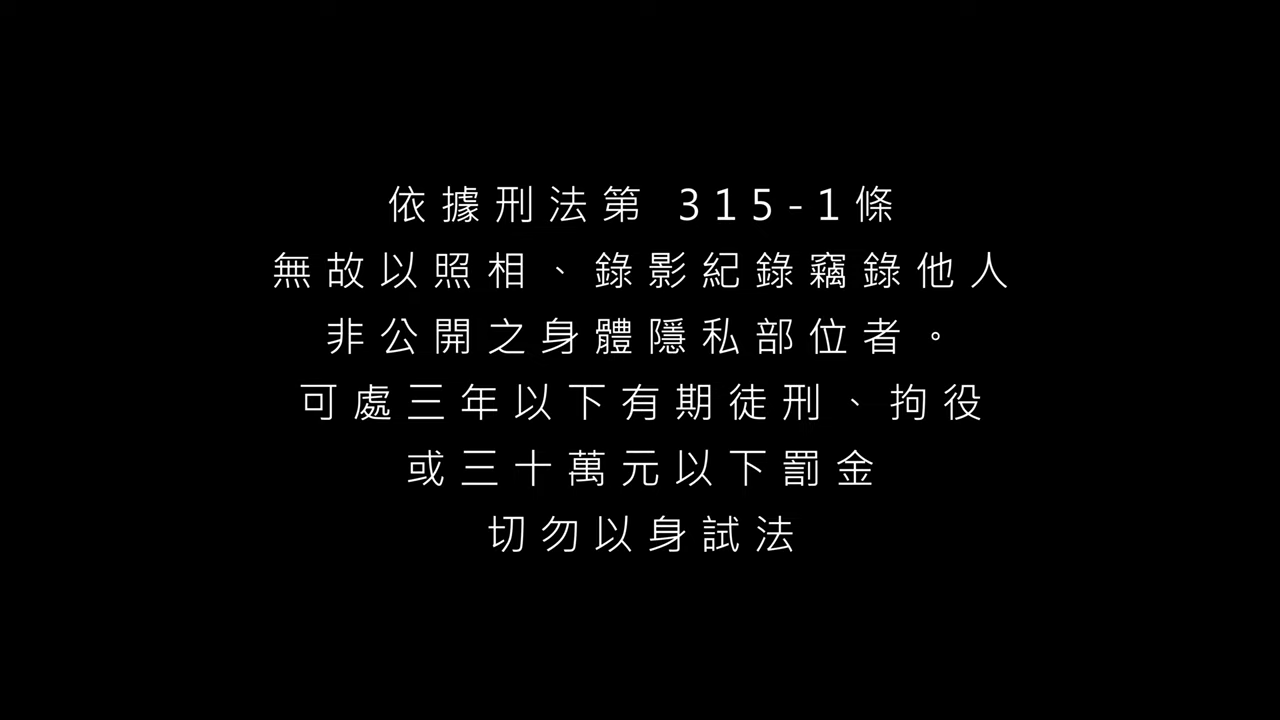 依據刑法第 315-1條
無故以照相、錄影紀錄竊錄他人
非公開之身體隱私部位者。
可處三年以下有期徒刑、拘役
或三十萬元以下罰金
切勿以身試法